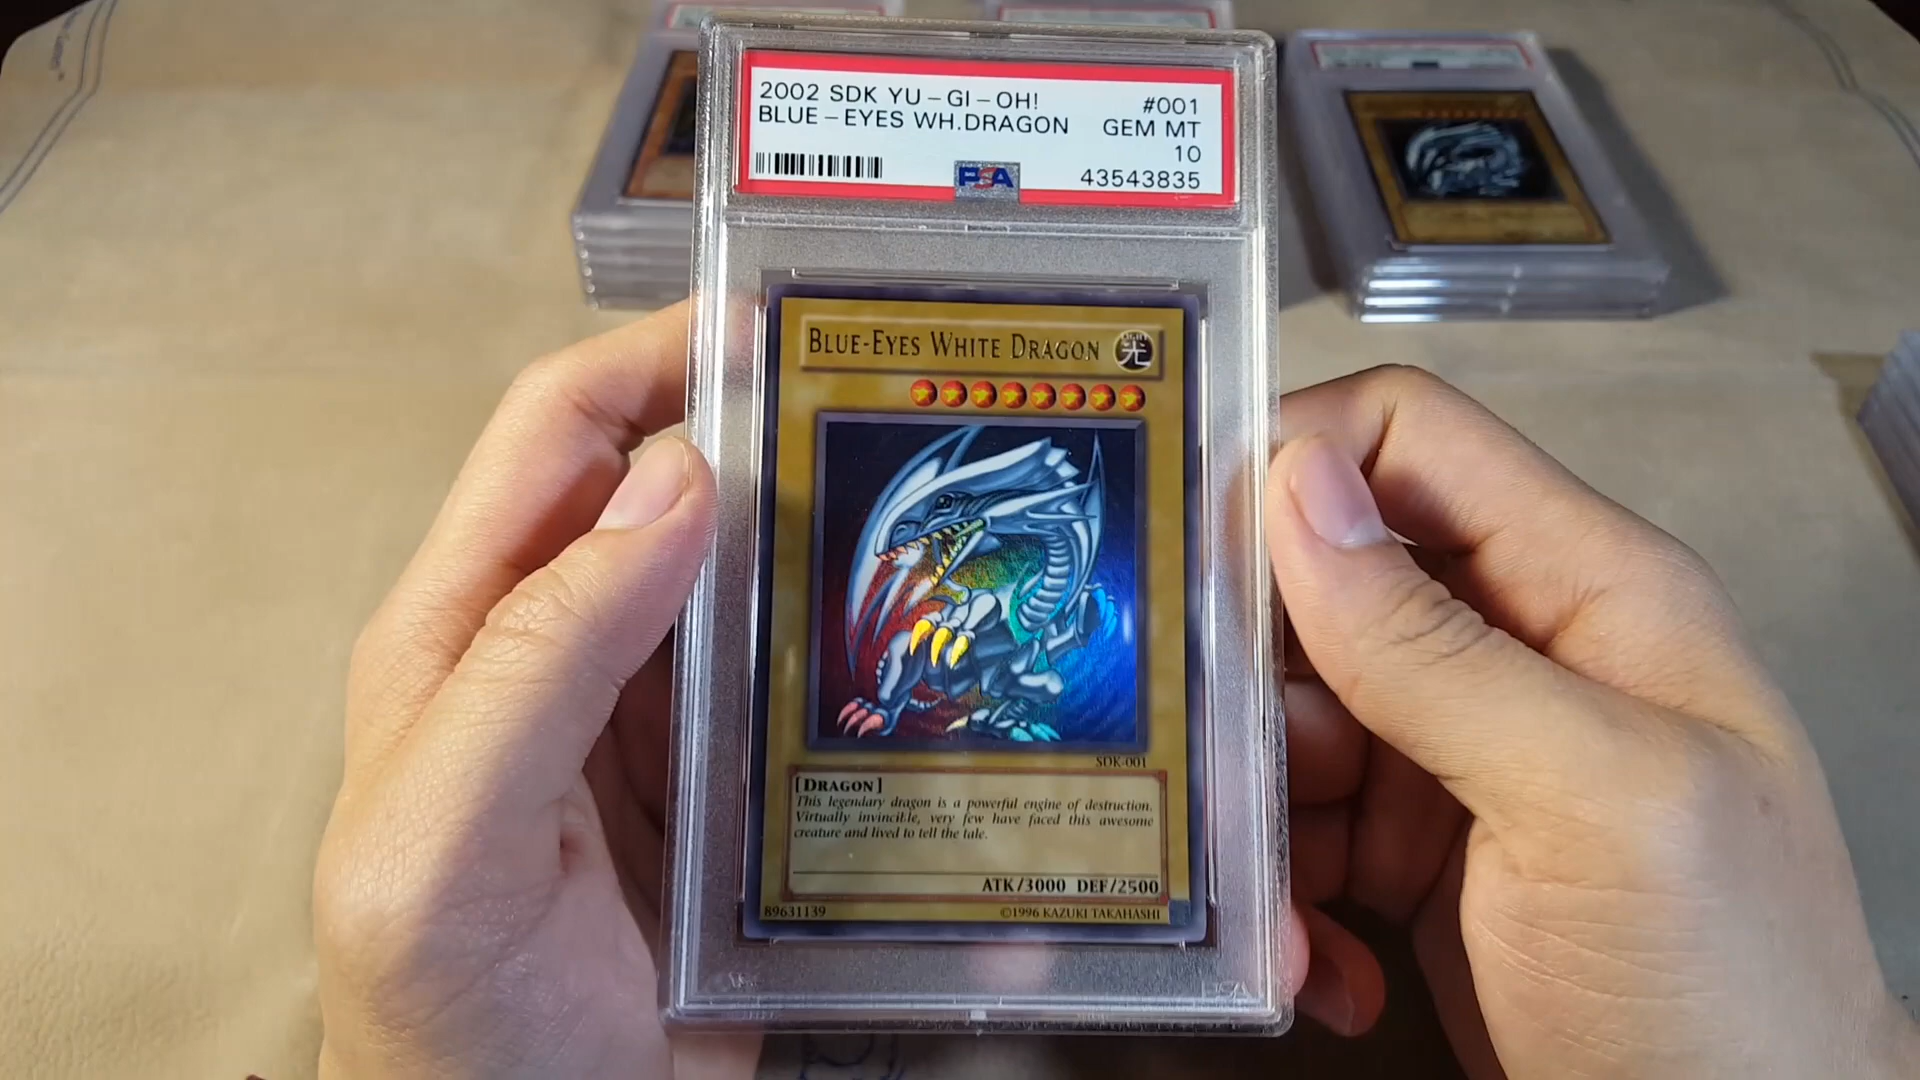 2002 SDK YU-GI-OH! #001
BLUE-EYES WH.DRAGON GEM MT
10
PSA 43543835
BLUE-EYES WHITE DRAGON
光
SDK-001
[DRAGON]
This legendary dragon is a powerful engine of destruction.
Virtually invincible, very few have faced this awesome
creature and lived to tell the tale.
ATK/3000 DEF/2500
89631139 ©1996 KAZUKI TAKAHASHI